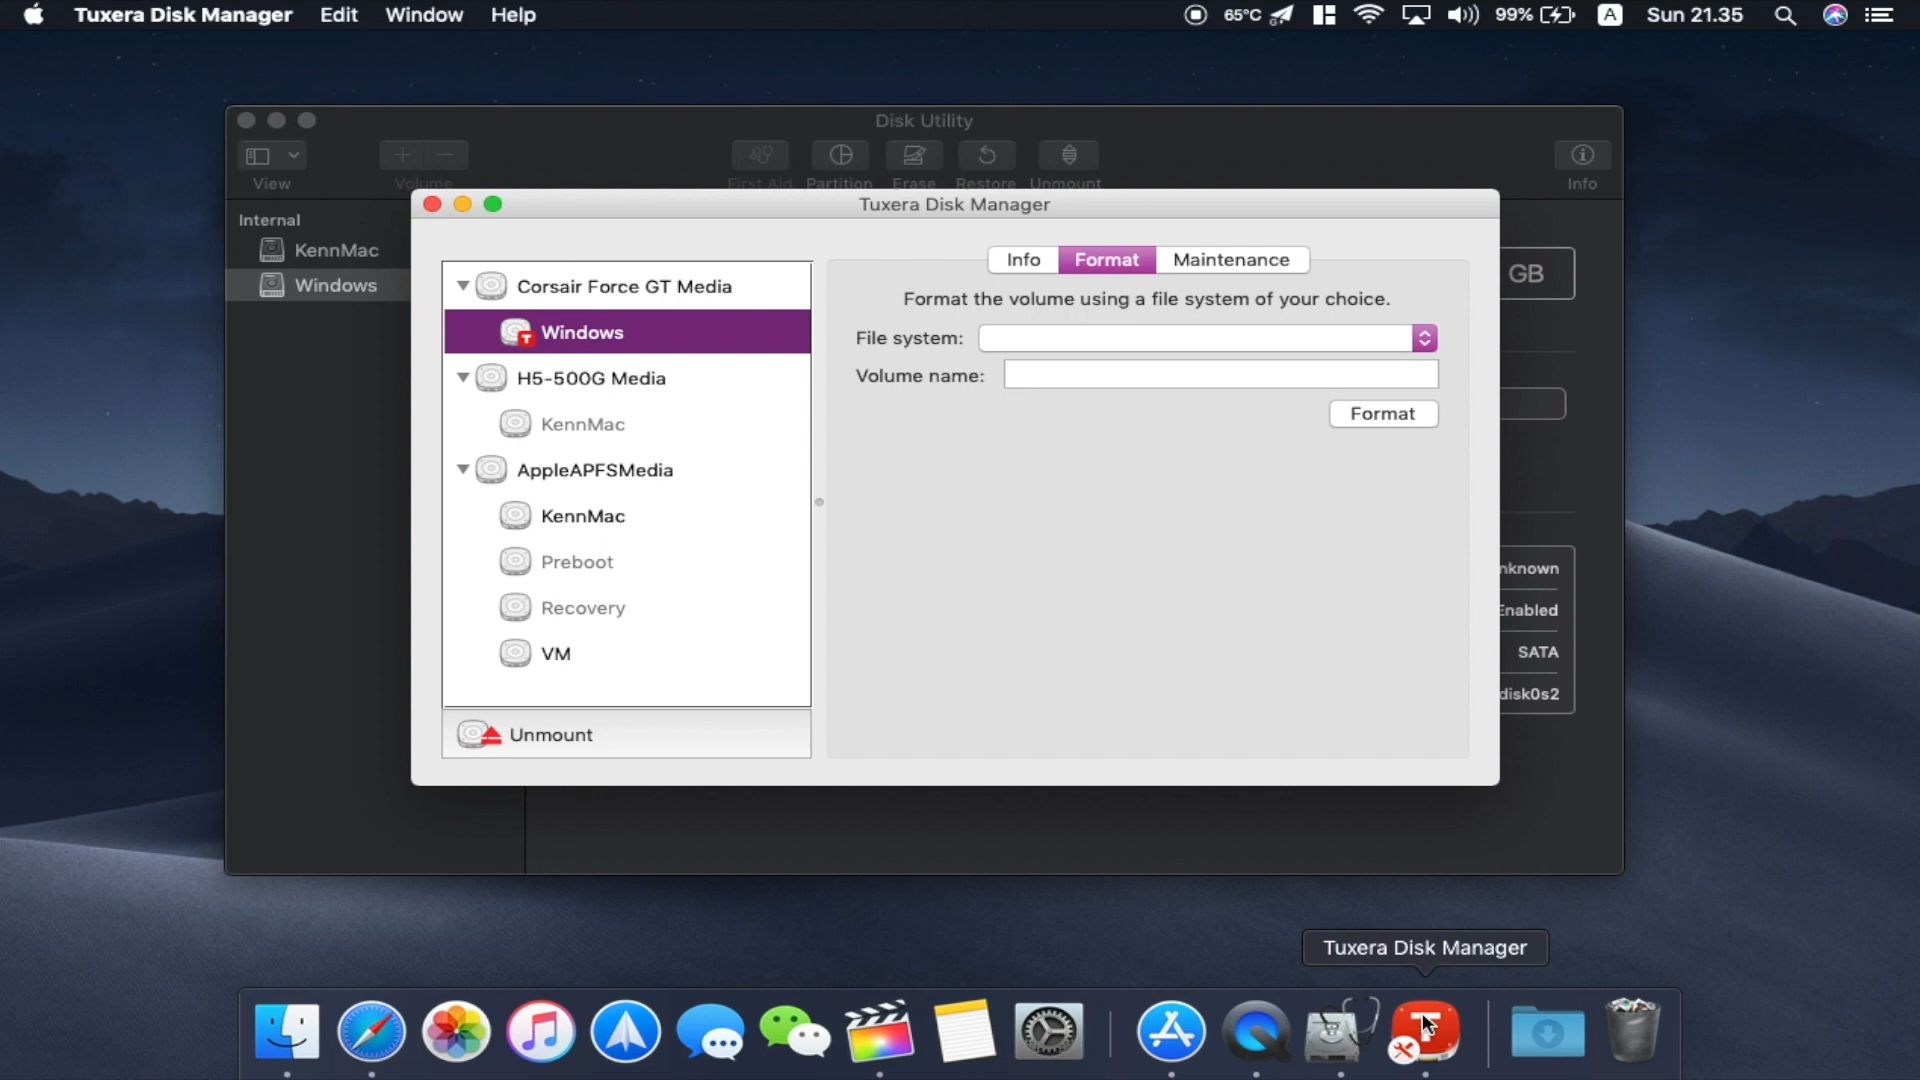 Tuxera Disk Manager Edit Window Help 65°C 99% A Sun 21.35
Disk Utility
View Volume First Aid Partition Erase Restore Unmount Info
Internal
KennMac
Windows
Tuxera Disk Manager
Corsair Force GT Media
Windows
H5-500G Media
KennMac
AppleAPFSMedia
KennMac
Preboot
Recovery
VM
Unmount
Info Format Maintenance
Format the volume using a file system of your choice.
File system:
Volume name:
Format
GB
nknown
Enabled
SATA
disk0s2
Tuxera Disk Manager